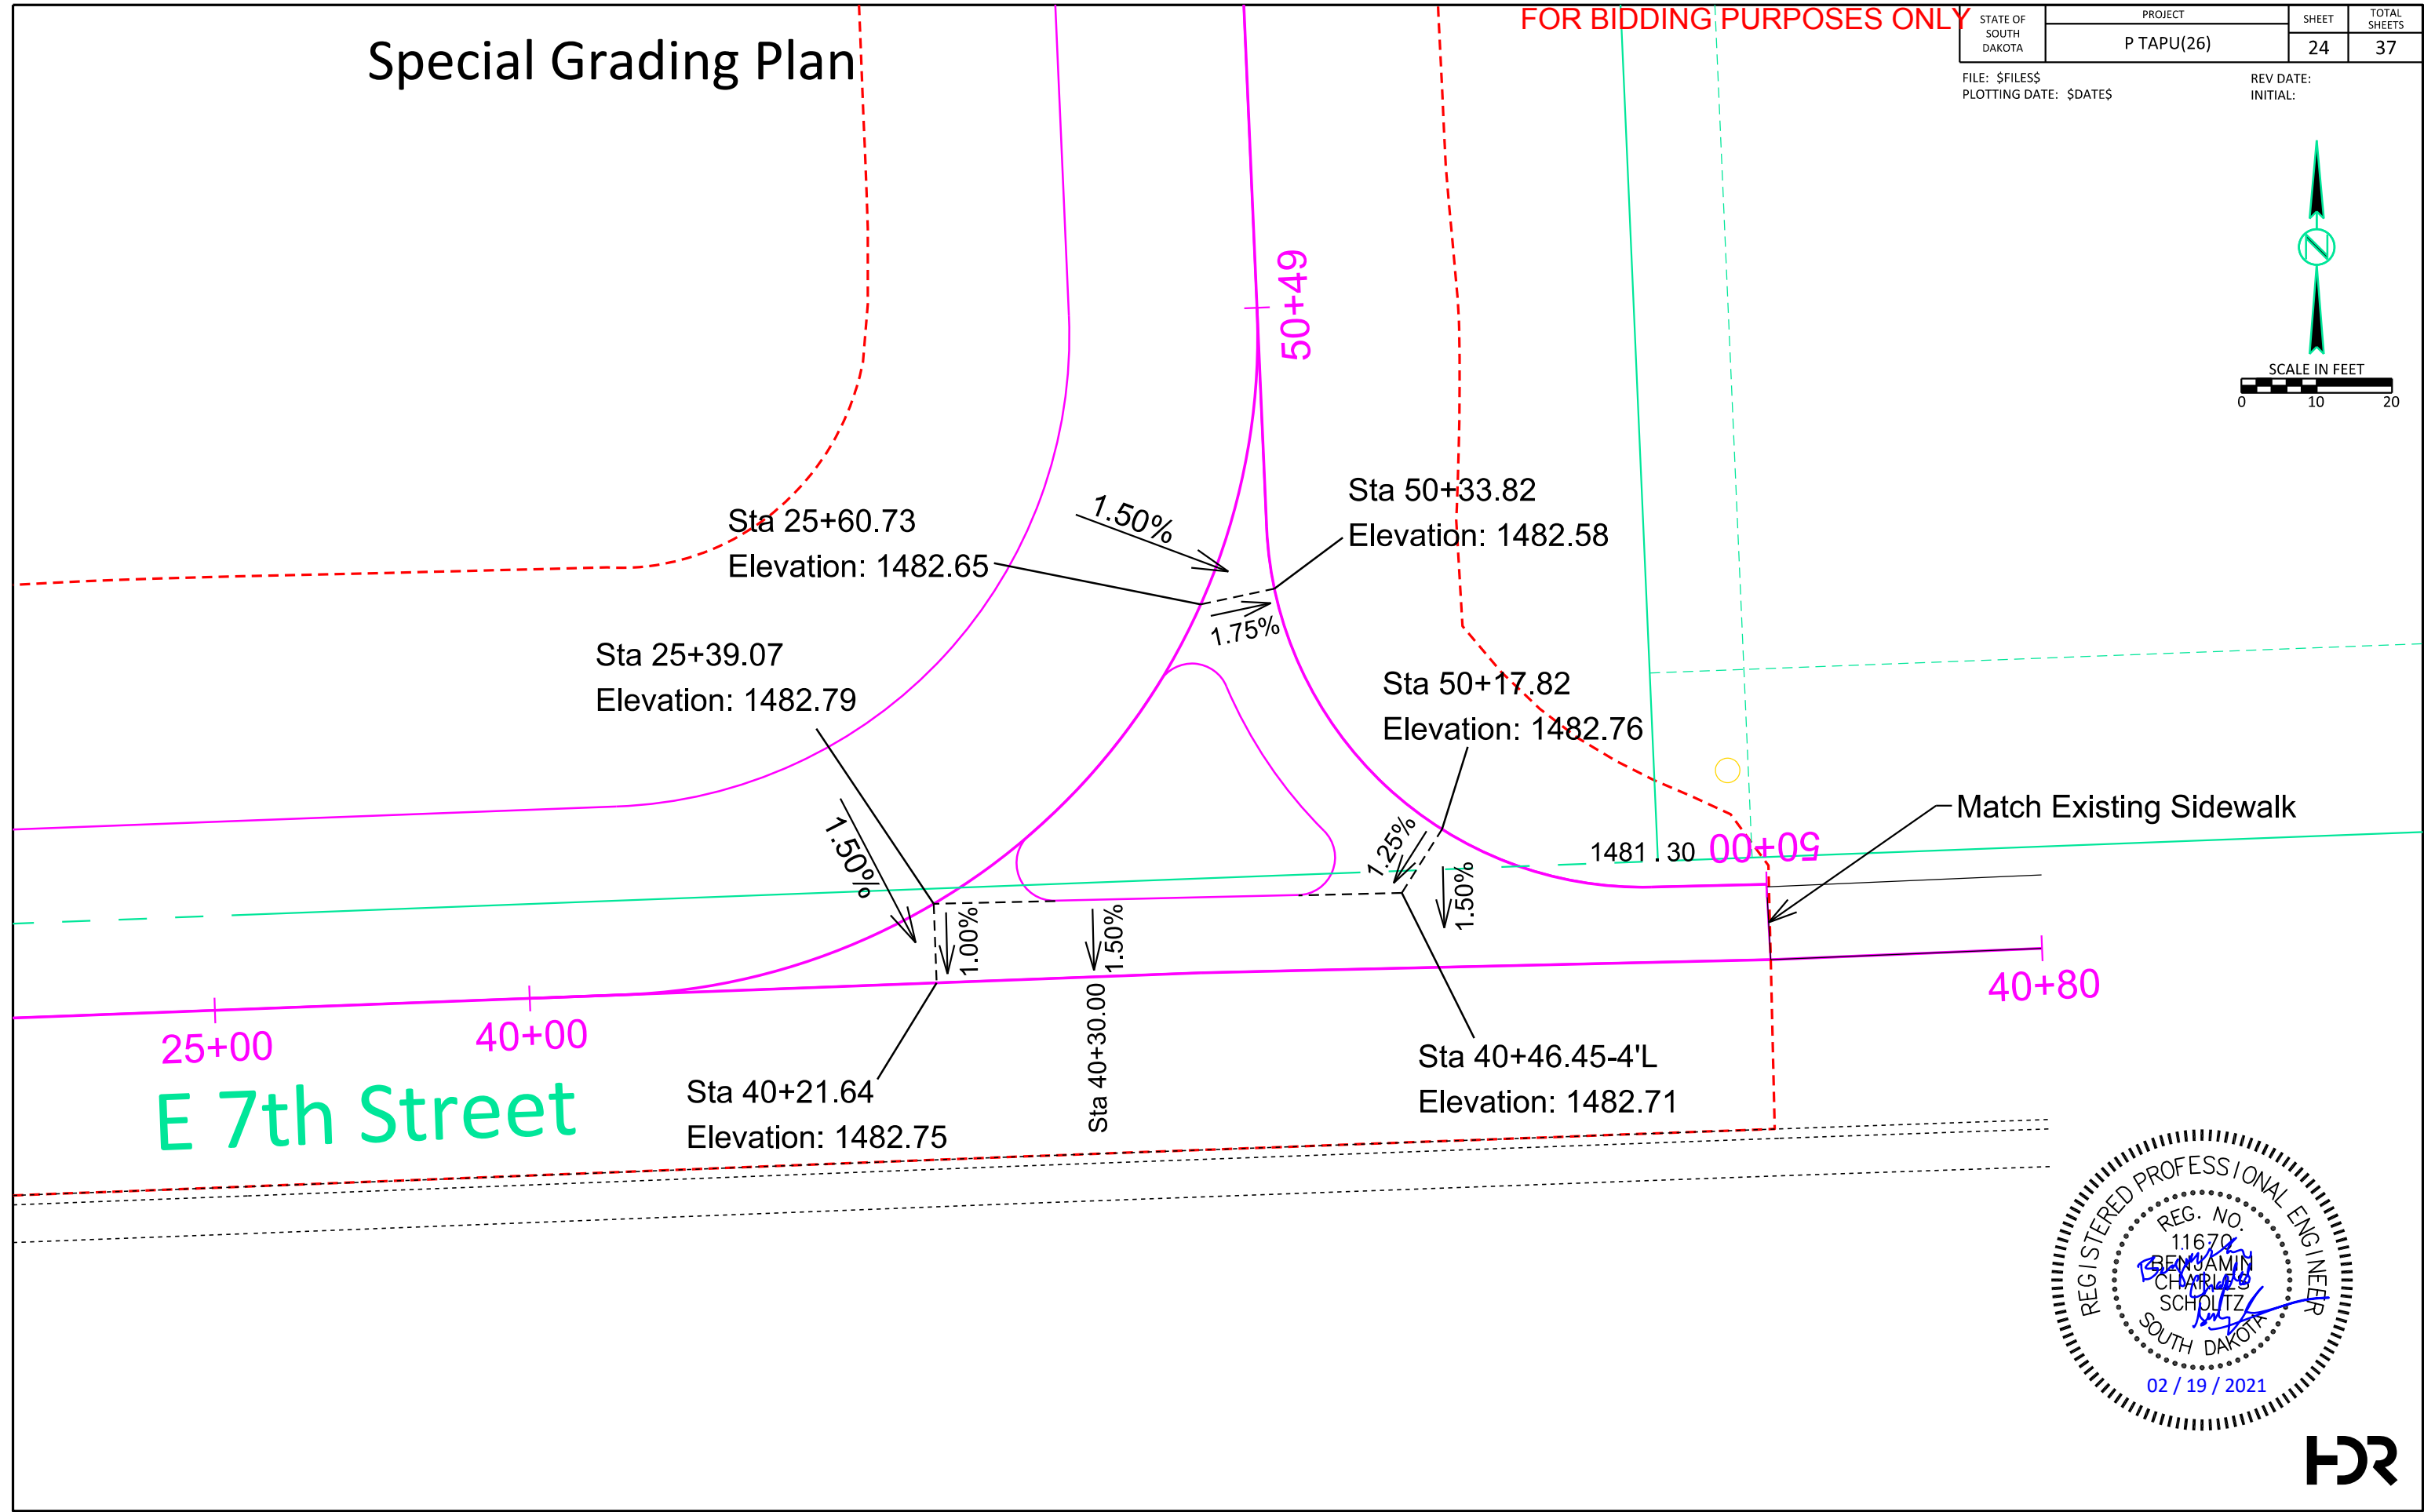 Special Grading Plan
FOR BIDDING PURPOSES ONLY
STATE OF
SOUTH
DAKOTA
PROJECT
P TAPU(26)
SHEET
24
TOTAL
SHEETS
37
FILE: $FILES$
PLOTTING DATE: $DATE$
REV DATE:
INITIAL:
N
SCALE IN FEET
0 10 20
50+49
Sta 25+60.73
Elevation: 1482.65
1.50%
Sta 50+33.82
Elevation: 1482.58
1.75%
Sta 25+39.07
Elevation: 1482.79
Sta 50+17.82
Elevation: 1482.76
1.50%
1.25%
1481.30
50+00
Match Existing Sidewalk
1.00%
1.50%
1.50%
25+00
40+00
40+80
E 7th Street
Sta 40+21.64
Elevation: 1482.75
Sta 40+30.00
Sta 40+46.45-4'L
Elevation: 1482.71
REGISTERED PROFESSIONAL ENGINEER
REG. NO.
11670
BENJAMIN
CHARLES
SCHOLTZ
SOUTH DAKOTA
02 / 19 / 2021
HDR